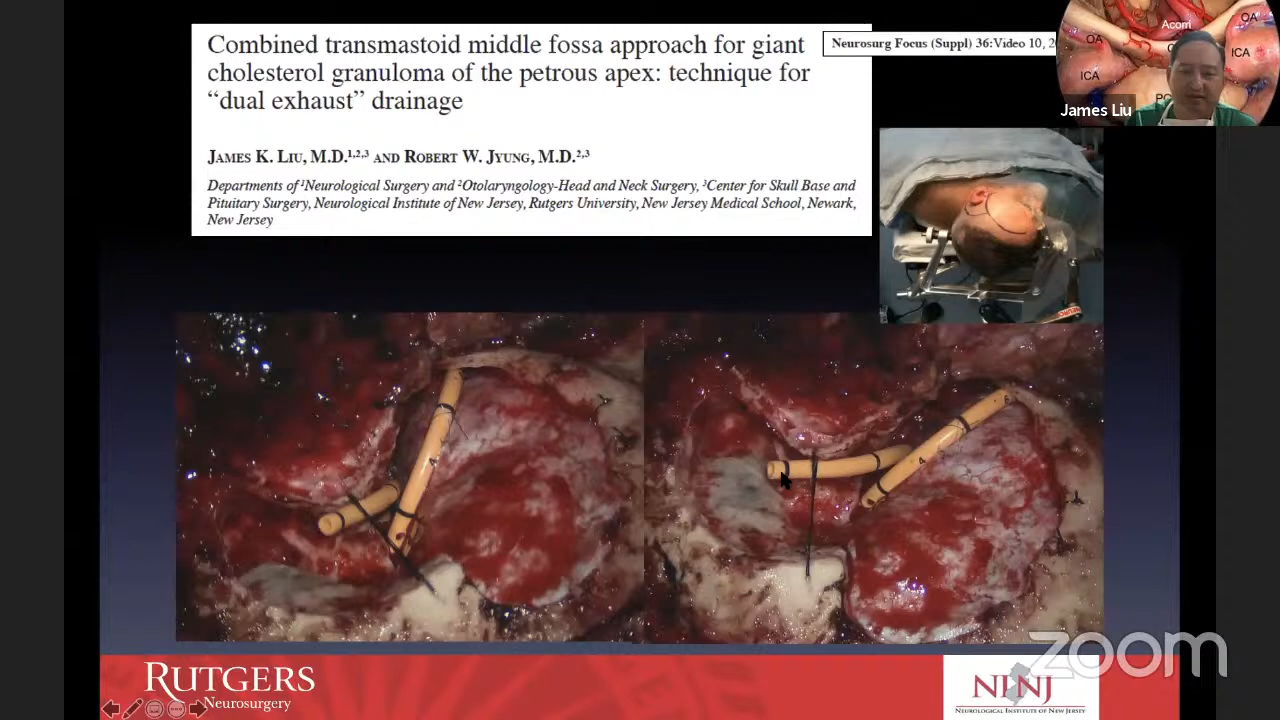 Combined transmastoid middle fossa approach for giant
cholesterol granuloma of the petrous apex: technique for
“dual exhaust” drainage
James K. Liu, M.D.1,2,3 and Robert W. Jyung, M.D.2,3
Departments of 1Neurological Surgery and 2Otolaryngology-Head and Neck Surgery, 3Center for Skull Base and
Pituitary Surgery, Neurological Institute of New Jersey, Rutgers University, New Jersey Medical School, Newark,
New Jersey
Neurosurg Focus (Suppl) 36:Video 10,
Acom
OA
OA
ICA
ICA
James Liu
zoom
RUTGERS
Neurosurgery
NINJ
Neurological Institute of New Jersey